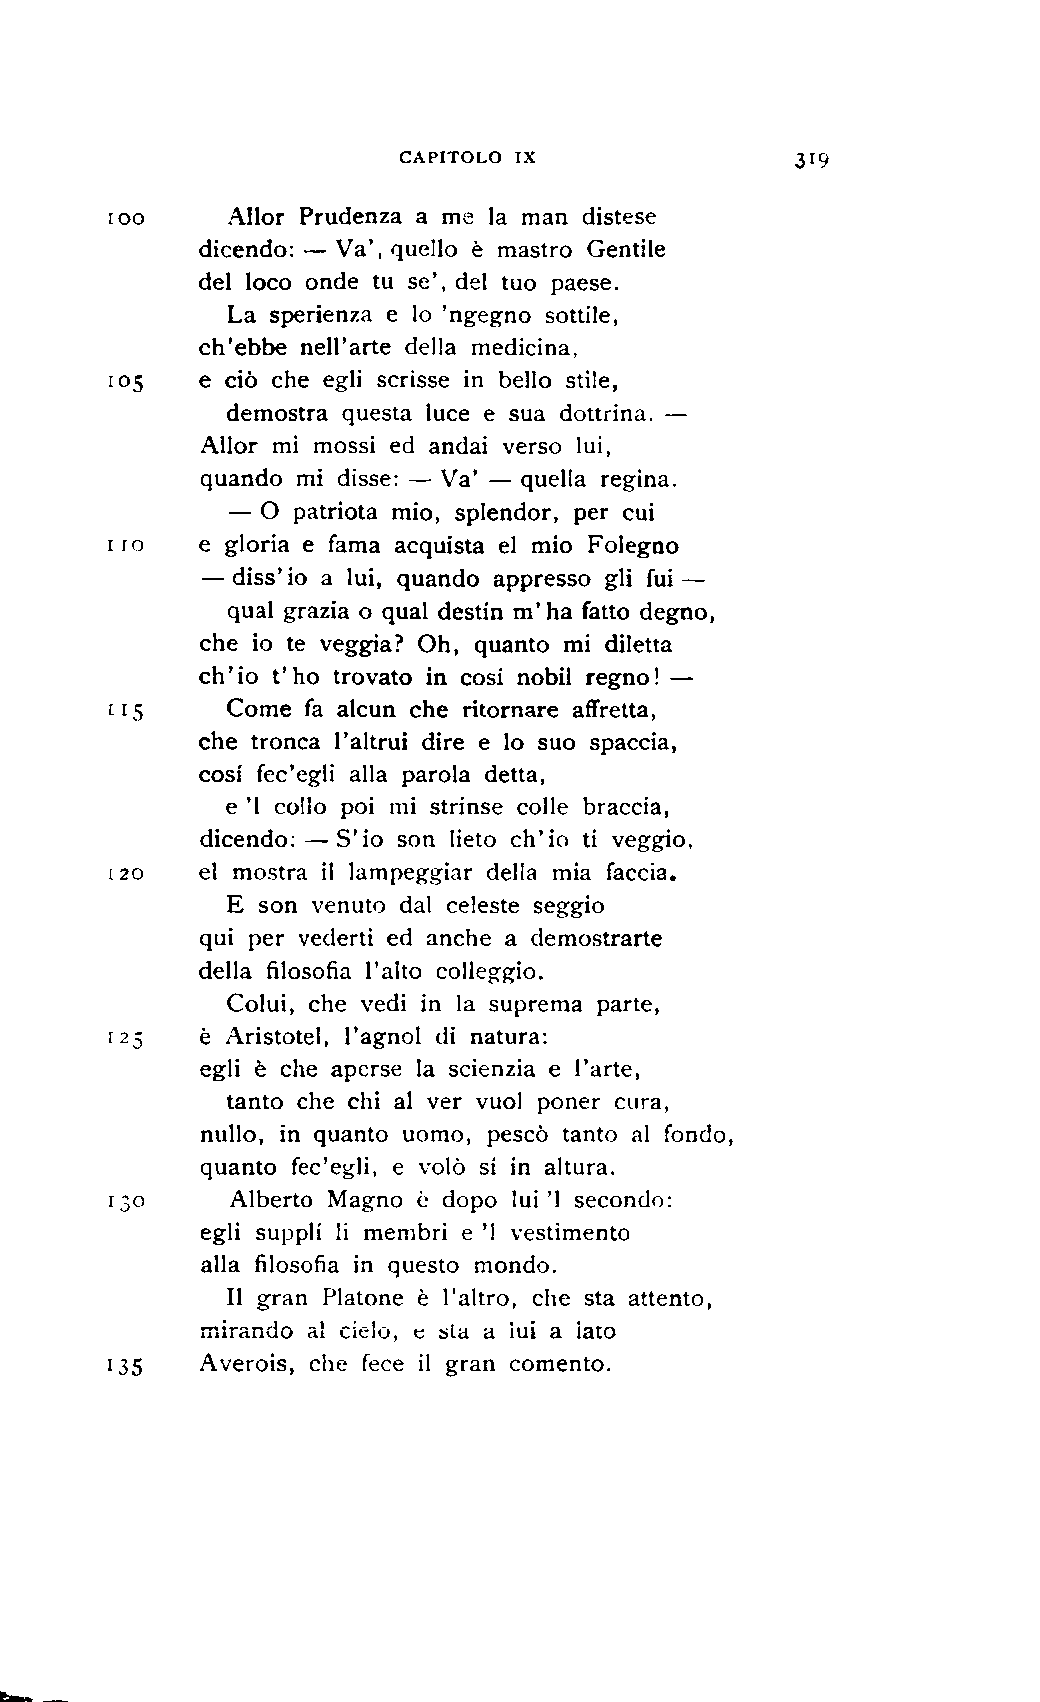 CAPITOLO IX 319
100 Allor Prudenza a me la man distese
dicendo: — Va', quello è mastro Gentile
del loco onde tu se', del tuo paese.
La sperienza e lo 'ngegno sottile,
ch'ebbe nell'arte della medicina,
105 e ciò che egli scrisse in bello stile,
demostra questa luce e sua dottrina. —
Allor mi mossi ed andai verso lui,
quando mi disse: — Va' — quella regina.
— O patriota mio, splendor, per cui
110 e gloria e fama acquista el mio Folegno
— diss'io a lui, quando appresso gli fui —
qual grazia o qual destín m'ha fatto degno,
che io te veggia? Oh, quanto mi diletta
ch'io t'ho trovato in cosí nobil regno! —
115 Come fa alcun che ritornare affretta,
che tronca l'altrui dire e lo suo spaccia,
cosí fec'egli alla parola detta,
e 'l collo poi mi strinse colle braccia,
dicendo: — S'io son lieto ch'io ti veggio,
120 el mostra il lampeggiar della mia faccia.
E son venuto dal celeste seggio
qui per vederti ed anche a demostrarte
della filosofia l'alto colleggio.
Colui, che vedi in la suprema parte,
125 è Aristotel, l'agnol di natura:
egli è che aperse la scienzia e l'arte,
tanto che chi al ver vuol poner cura,
nullo, in quanto uomo, pescò tanto al fondo,
quanto fec'egli, e volò sí in altura.
130 Alberto Magno è dopo lui 'l secondo:
egli supplí li membri e 'l vestimento
alla filosofia in questo mondo.
Il gran Platone è l'altro, che sta attento,
mirando al cielo, e sta a lui a lato
135 Averois, che fece il gran comento.